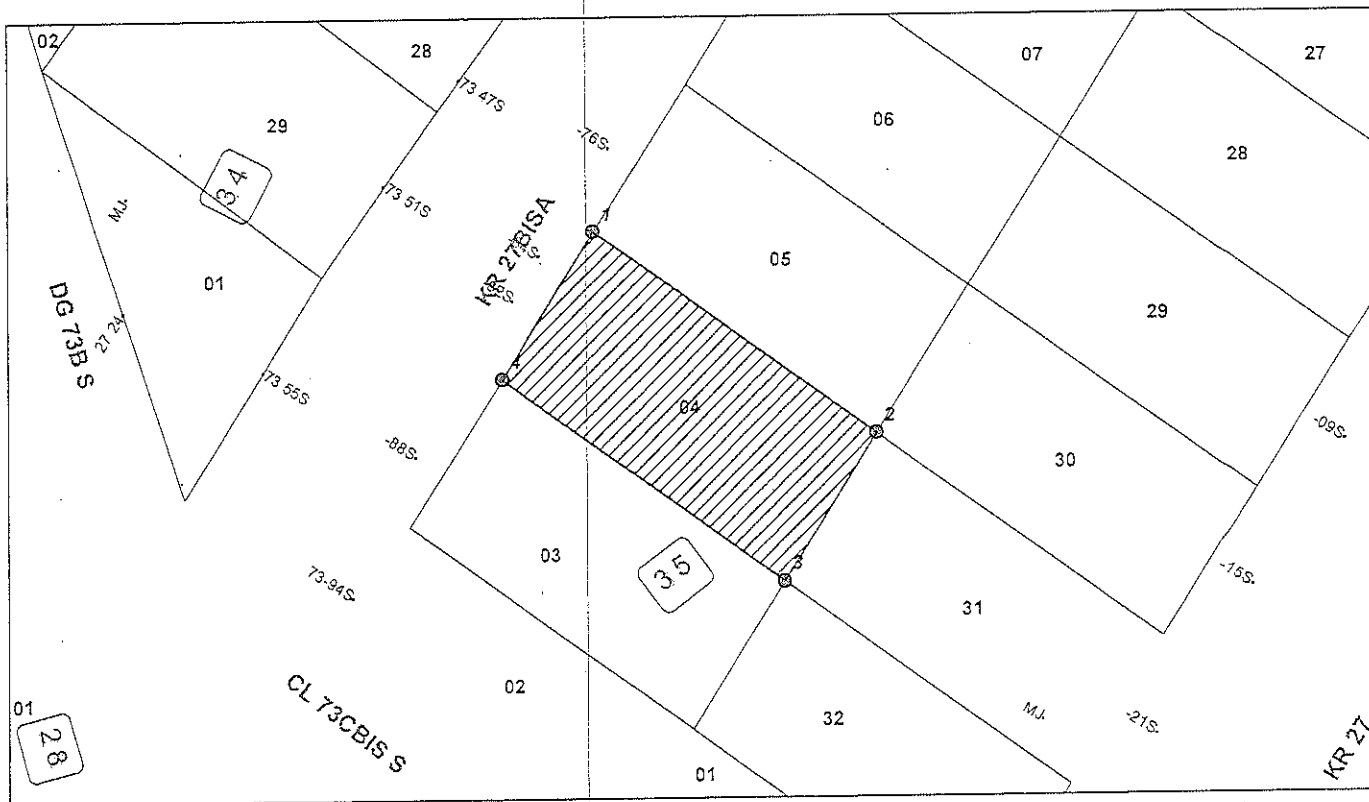 02
28
07
27
73 47S
29
06
-76S.
28
34
73 51S
MJ.
KR 27BISA
1
05
01
DG 73B S
27 24
29
4
73 55S
04
2
-88S.
-09S.
30
03
35
3
73-94S.
-15S.
31
CL 73CBIS S
02
01
28
32
MJ.
-21S.
KR 27
01